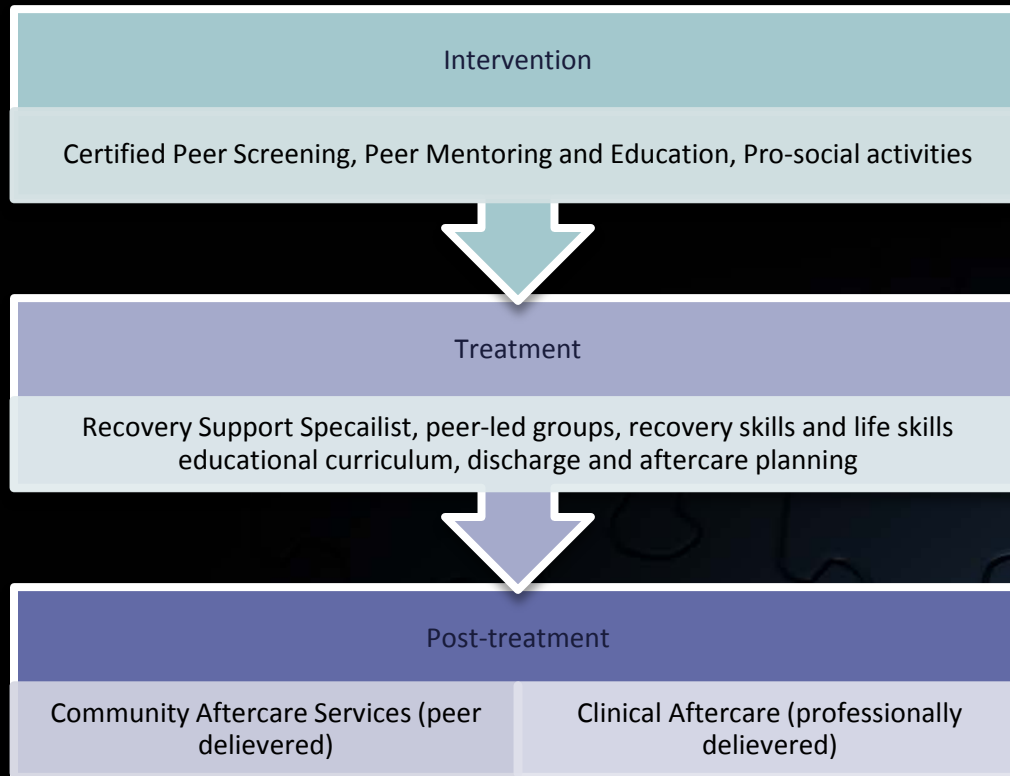 Intervention
Certified Peer Screening, Peer Mentoring and Education, Pro-social activities
Treatment
Recovery Support Specailist, peer-led groups, recovery skills and life skills
educational curriculum, discharge and aftercare planning
Post-treatment
Community Aftercare Services (peer
delievered)
Clinical Aftercare (professionally
delievered)